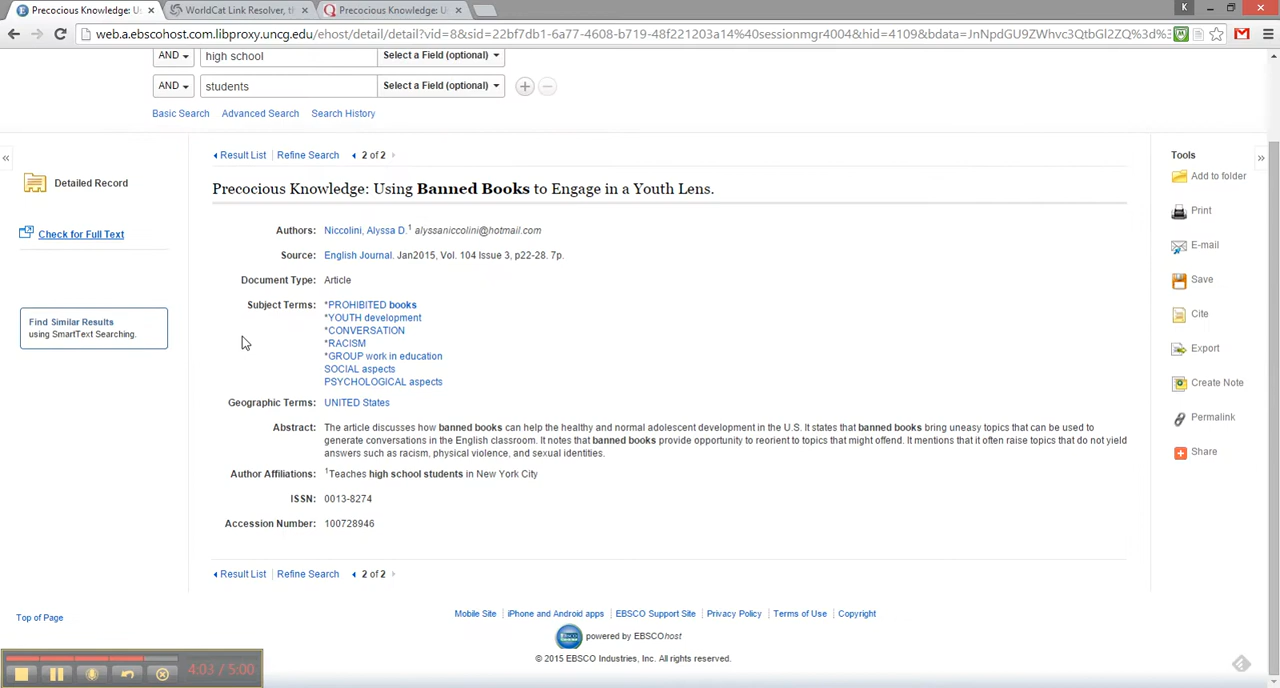 Precocious Knowledge: U
WorldCat Link Resolver, th
Precocious Knowledge: U
K
web.a.ebscohost.com.libproxy.uncg.edu/ehost/detail/detail?vid=8&sid=22bf7db1-6a77-4608-b719-48f221203a14%40sessionmgr4004&hid=4109&bdata=JnNpdGU9ZWhvc3QtbGl2ZQ%3d%
AND
high school
Select a Field (optional)
AND
students
Select a Field (optional)
Basic Search
Advanced Search
Search History
Result List
Refine Search
2 of 2
Detailed Record
Check for Full Text
Find Similar Results
using SmartText Searching.
Precocious Knowledge: Using Banned Books to Engage in a Youth Lens.
Authors: Niccolini, Alyssa D.1 alyssaniccolini@hotmail.com
Source: English Journal. Jan2015, Vol. 104 Issue 3, p22-28. 7p.
Document Type: Article
Subject Terms: *PROHIBITED books
*YOUTH development
*CONVERSATION
*RACISM
*GROUP work in education
SOCIAL aspects
PSYCHOLOGICAL aspects
Geographic Terms: UNITED States
Abstract: The article discusses how banned books can help the healthy and normal adolescent development in the U.S. It states that banned books bring uneasy topics that can be used to
generate conversations in the English classroom. It notes that banned books provide opportunity to reorient to topics that might offend. It mentions that it often raise topics that do not yield
answers such as racism, physical violence, and sexual identities.
Author Affiliations: 1Teaches high school students in New York City
ISSN: 0013-8274
Accession Number: 100728946
Result List
Refine Search
2 of 2
Tools
Add to folder
Print
E-mail
Save
Cite
Export
Create Note
Permalink
Share
Top of Page
Mobile Site
iPhone and Android apps
EBSCO Support Site
Privacy Policy
Terms of Use
Copyright
EBSCO
powered by EBSCOhost
© 2015 EBSCO Industries, Inc. All rights reserved.
4:03 / 5:00